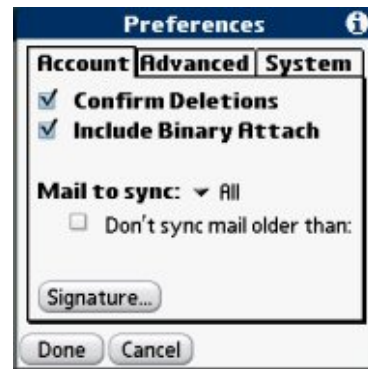 Preferences
Account Advanced System
Confirm Deletions
Include Binary Attach
Mail to sync: All
Don't sync mail older than:
Signature...
Done Cancel